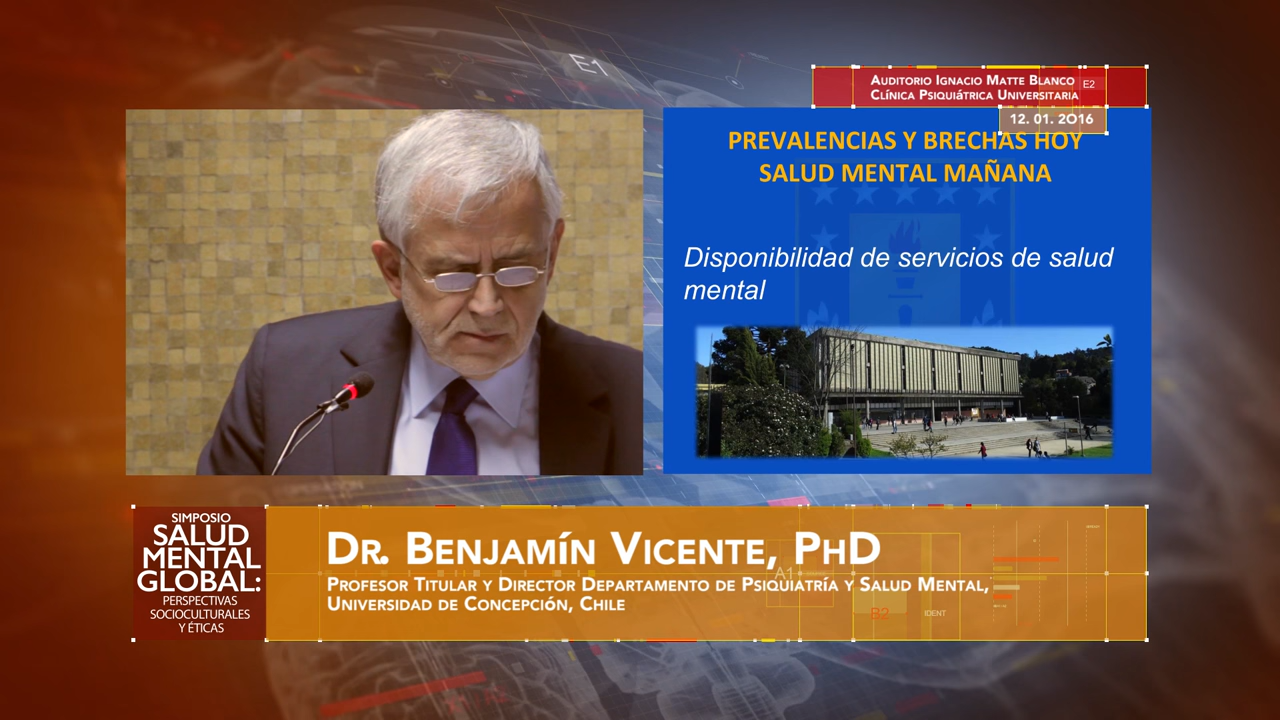 E1
AUDITORIO IGNACIO MATTE BLANCO
CLÍNICA PSIQUIÁTRICA UNIVERSITARIA
E2
12. 01. 2016
PREVALENCIAS Y BRECHAS HOY
SALUD MENTAL MAÑANA
Disponibilidad de servicios de salud
mental
SIMPOSIO
SALUD
MENTAL
GLOBAL:
PERSPECTIVAS
SOCIOCULTURALES
Y ÉTICAS
DR. BENJAMÍN VICENTE, PHD
PROFESOR TITULAR Y DIRECTOR DEPARTAMENTO DE PSIQUIATRÍA Y SALUD MENTAL,
UNIVERSIDAD DE CONCEPCIÓN, CHILE
A1
B2
IDENT